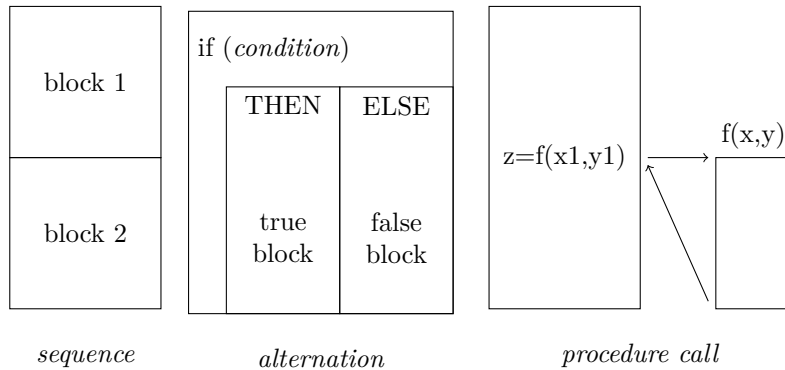 block 1
block 2
sequence
if (condition)
THEN
ELSE
true
block
false
block
alternation
z=f(x1,y1)
f(x,y)
procedure call